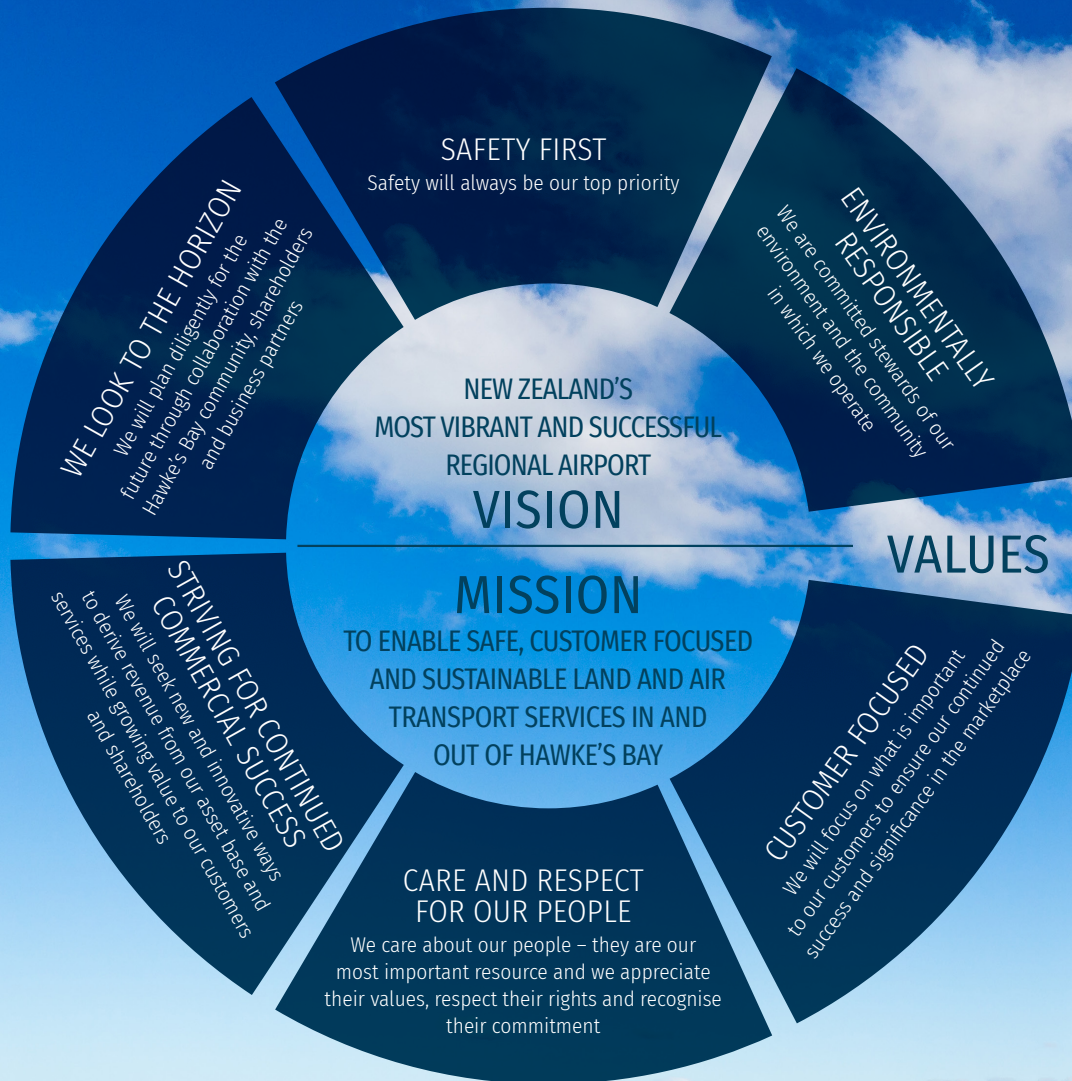 SAFETY FIRST
Safety will always be our top priority
ENVIRONMENTALLY
RESPONSIBLE
We are committed stewards of our
environment and the community
in which we operate
VALUES
CUSTOMER FOCUSED
We will focus on what is important
to our customers to ensure our continued
success and significance in the marketplace
CARE AND RESPECT
FOR OUR PEOPLE
We care about our people – they are our
most important resource and we appreciate
their values, respect their rights and recognise
their commitment
STRIVING FOR CONTINUED
COMMERCIAL SUCCESS
We will seek new and innovative ways
to derive revenue from our asset base and
services while growing value to our customers
and shareholders
WE LOOK TO THE HORIZON
We will plan diligently for the
future through collaboration with the
Hawke’s Bay community, shareholders
and business partners
NEW ZEALAND’S
MOST VIBRANT AND SUCCESSFUL
REGIONAL AIRPORT
VISION
MISSION
TO ENABLE SAFE, CUSTOMER FOCUSED
AND SUSTAINABLE LAND AND AIR
TRANSPORT SERVICES IN AND
OUT OF HAWKE’S BAY